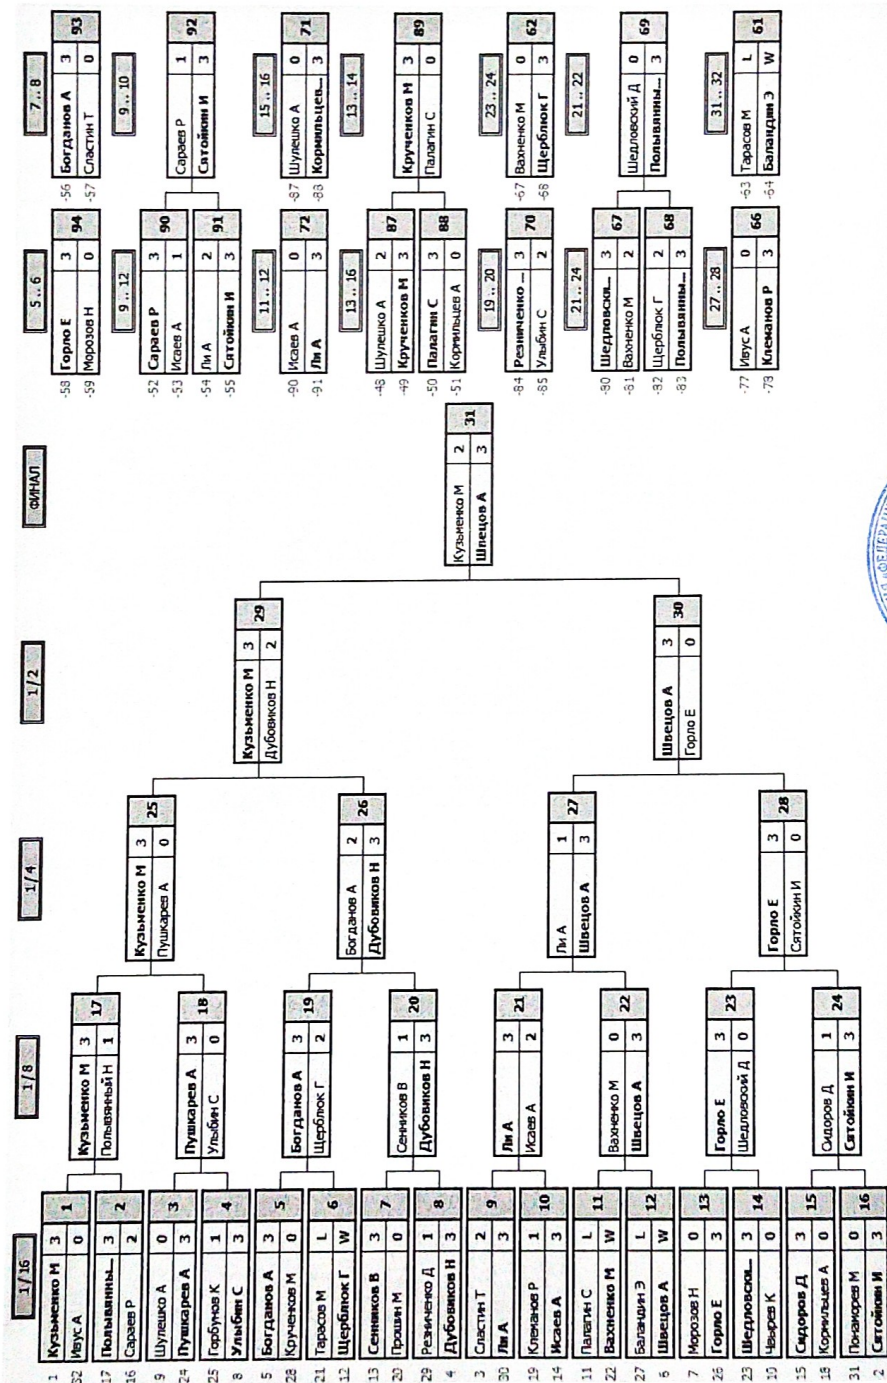 1/16
1/8
1/4
1/2
ФИНАЛ
1 Кузьменко М 3 1
32 Ивус А 0
17 Полывянны... 3 2
16 Сараев Р 2
9 Шулешко А 0 3
24 Пушкарев А 3
25 Горбунов К 1 4
8 Улыбин С 3
5 Богданов А 3 5
28 Крученков М 0
21 Тарасов М L 6
12 Щерблюк Г W
13 Сенников В 3 7
20 Прошин М 0
29 Резниченко Д 1 8
4 Дубовиков Н 3
3 Сластин Т 2 9
30 Ли А 3
19 Клеманов Р 1 10
14 Исаев А 3
11 Палагин С L 11
22 Вахненко М W
27 Баландин Э L 12
6 Швецов А W
7 Морозов Н 0 13
26 Горло Е 3
23 Шедловски... 3 14
10 Чвырев К 0
15 Сидоров Д 3 15
18 Кормильцев А 0
31 Понаморев М 0 16
2 Сятойкин И 3
Кузьменко М 3 17
Полывянный Н 1
Пушкарев А 3 18
Улыбин С 0
Богданов А 3 19
Щерблюк Г 2
Сенников В 1 20
Дубовиков Н 3
Ли А 3 21
Исаев А 2
Вахненко М 0 22
Швецов А 3
Горло Е 3 23
Шедловский Д 0
Сидоров Д 1 24
Сятойкин И 3
Кузьменко М 3 25
Пушкарев А 0
Богданов А 2 26
Дубовиков Н 3
Ли А 1 27
Швецов А 3
Горло Е 3 28
Сятойкин И 0
Кузьменко М 3 29
Дубовиков Н 2
Швецов А 3 30
Горло Е 0
Кузьменко М 2 31
Швецов А 3
5 .. 6
-58 Горло Е 3 94
-59 Морозов Н 0
9 .. 12
-52 Сараев Р 3 90
-53 Исаев А 1
-54 Ли А 2 91
-55 Сятойкин И 3
11 .. 12
-90 Исаев А 0 72
-91 Ли А 3
13 .. 16
-48 Шулешко А 2 87
-49 Крученков М 3
-50 Палагин С 3 88
-51 Кормильцев А 0
19 .. 20
-84 Резниченко ... 3 70
-85 Улыбин С 2
21 .. 24
-80 Шедловски... 3 67
-81 Вахненко М 2
-82 Щерблюк Г 2 68
-83 Полывянны... 3
27 .. 28
-77 Ивус А 0 66
-78 Клеманов Р 3
7 .. 8
-56 Богданов А 3 93
-57 Сластин Т 0
9 .. 10
Сараев Р 1 92
Сятойкин И 3
15 .. 16
-87 Шулешко А 0 71
-88 Кормильцев... 3
13 .. 14
Крученков М 3 89
Палагин С 0
23 .. 24
-67 Вахненко М 0 62
-68 Щерблюк Г 3
21 .. 22
Шедловский Д 0 69
Полывянны... 3
31 .. 32
-63 Тарасов М L 61
-64 Баландин Э W